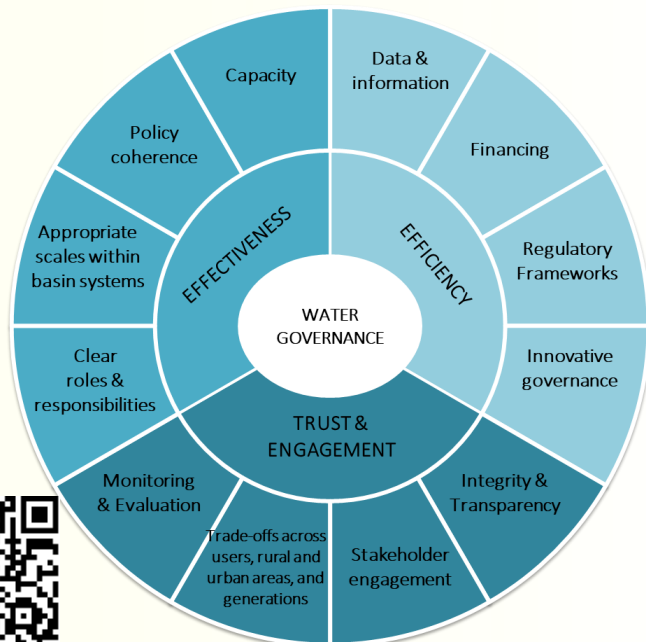 Capacity
Data &
information
Policy
coherence
Financing
Appropriate
scales within
basin systems
EFFECTIVENESS
EFFICIENCY
Regulatory
Frameworks
WATER
GOVERNANCE
Clear
roles &
responsibilities
Innovative
governance
TRUST &
ENGAGEMENT
Monitoring
& Evaluation
Integrity &
Transparency
Trade-offs across
users, rural and
urban areas, and
generations
Stakeholder
engagement